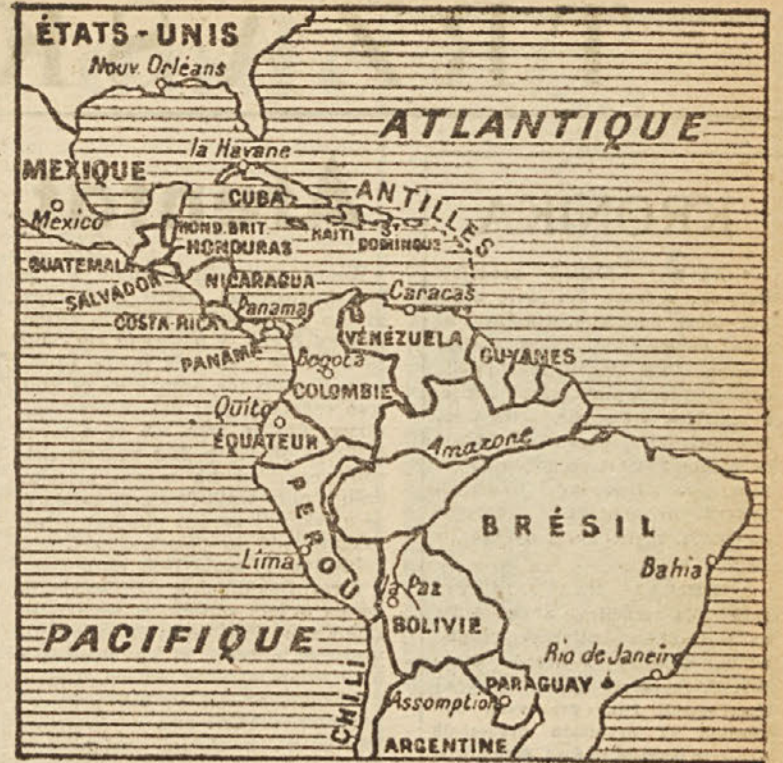 ÉTATS-UNIS
Nouv. Orléans
ATLANTIQUE
la Havane
MEXIQUE
CUBA
ANTILLES
Mexico
HOND. BRIT.
HAITI
ST
DOMINGUE
HONDURAS
GUATEMALA
NICARAGUA
SALVADOR
Caracas
Panama
COSTA-RICA
VÉNÉZUELA
PANAMA
Bogota
GUYANES
COLOMBIE
Quito
ÉQUATEUR
Amazone
PEROU
BRÉSIL
Lima
Bahia
la Paz
BOLIVIE
PACIFIQUE
Rio de Janeiro
PARAGUAY
CHILI
Assomption
ARGENTINE